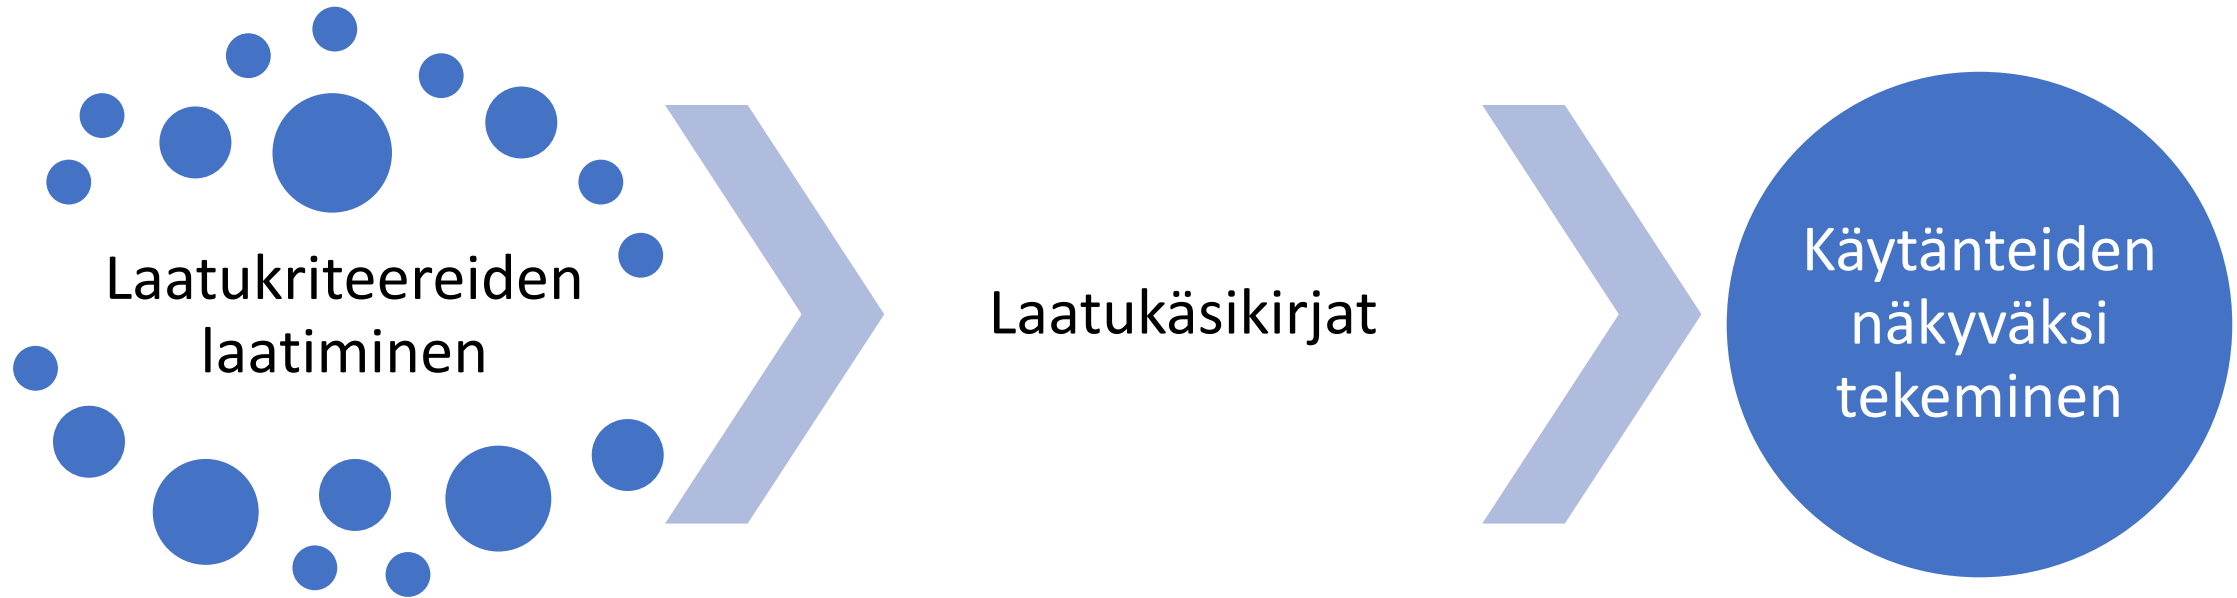 Laatukriteereiden
laatiminen
Laatukäsikirjat
Käytänteiden
näkyväksi
tekeminen